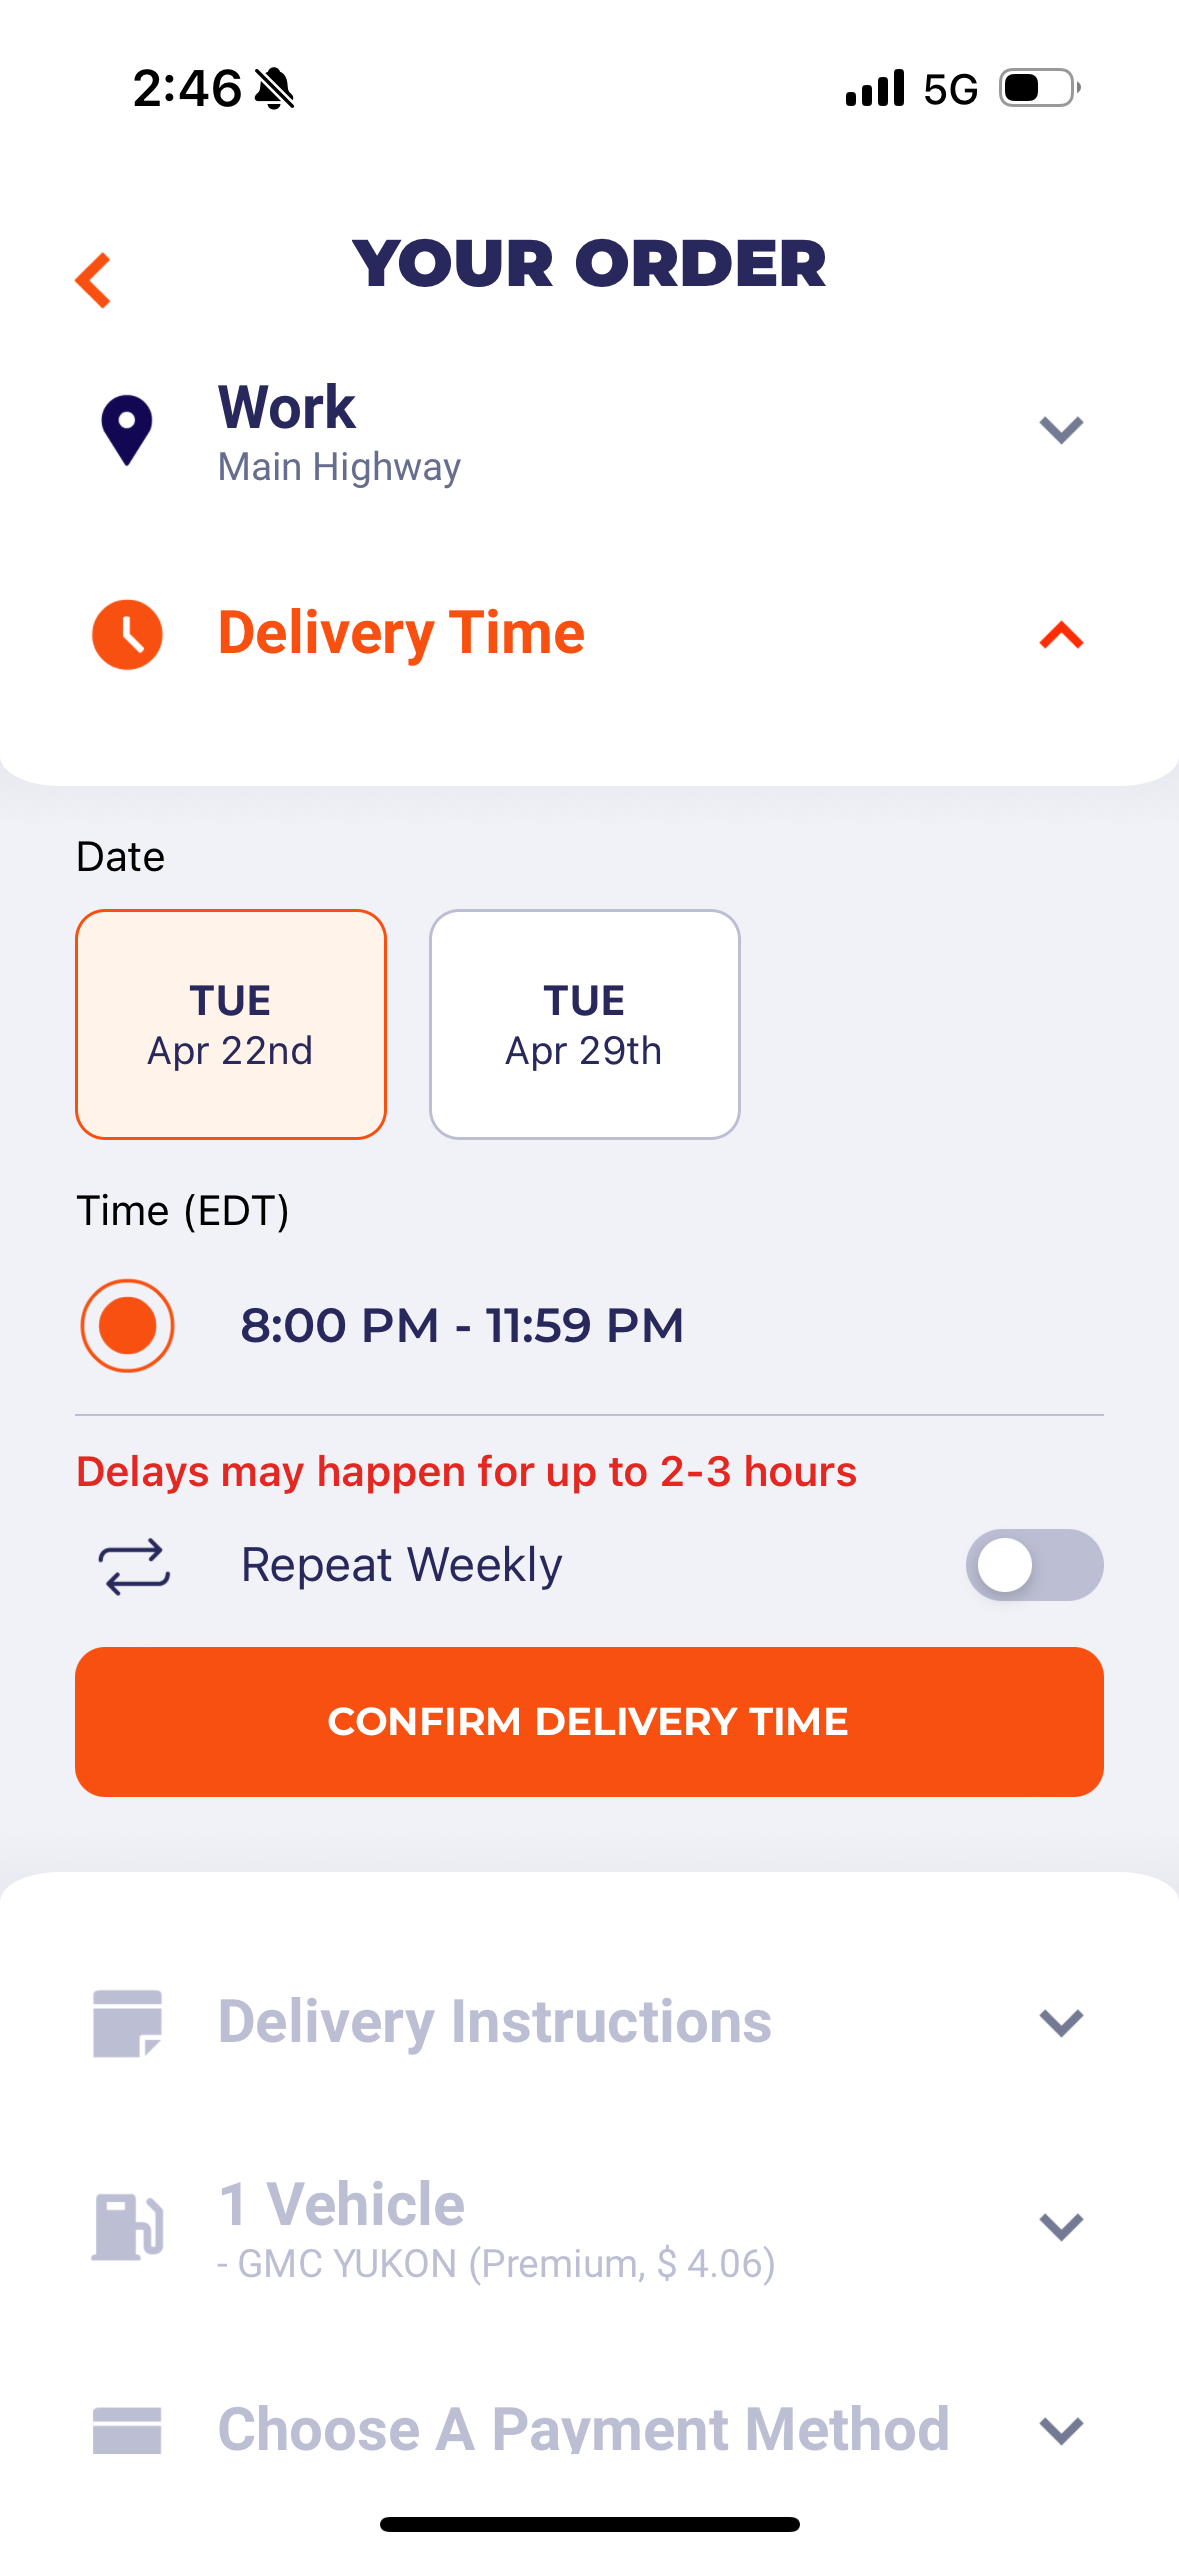 2:46
5G
YOUR ORDER
Work
Main Highway
Delivery Time
Date
TUE
Apr 22nd
TUE
Apr 29th
Time (EDT)
8:00 PM - 11:59 PM
Delays may happen for up to 2-3 hours
Repeat Weekly
CONFIRM DELIVERY TIME
Delivery Instructions
1 Vehicle
- GMC YUKON (Premium, $ 4.06)
Choose A Payment Method